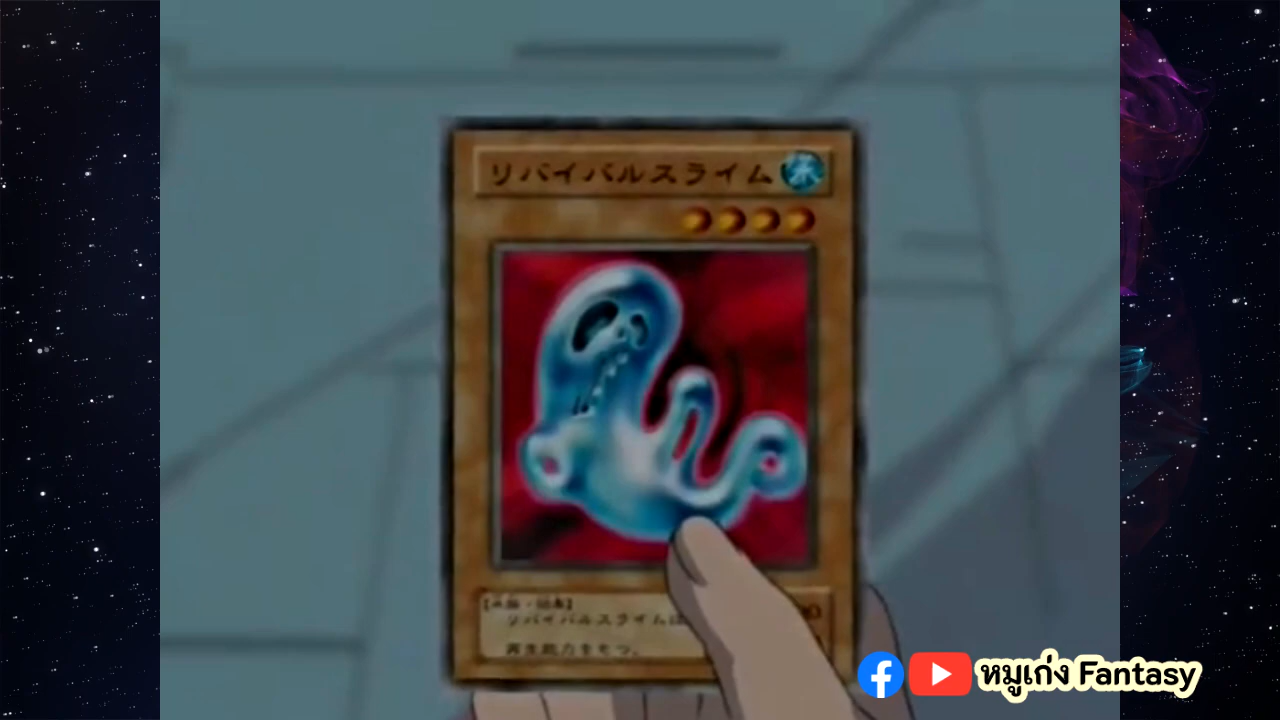 リバイバルスライム
水
リバイバルスライムは
再生能力をもつ。
หมูเก่ง Fantasy